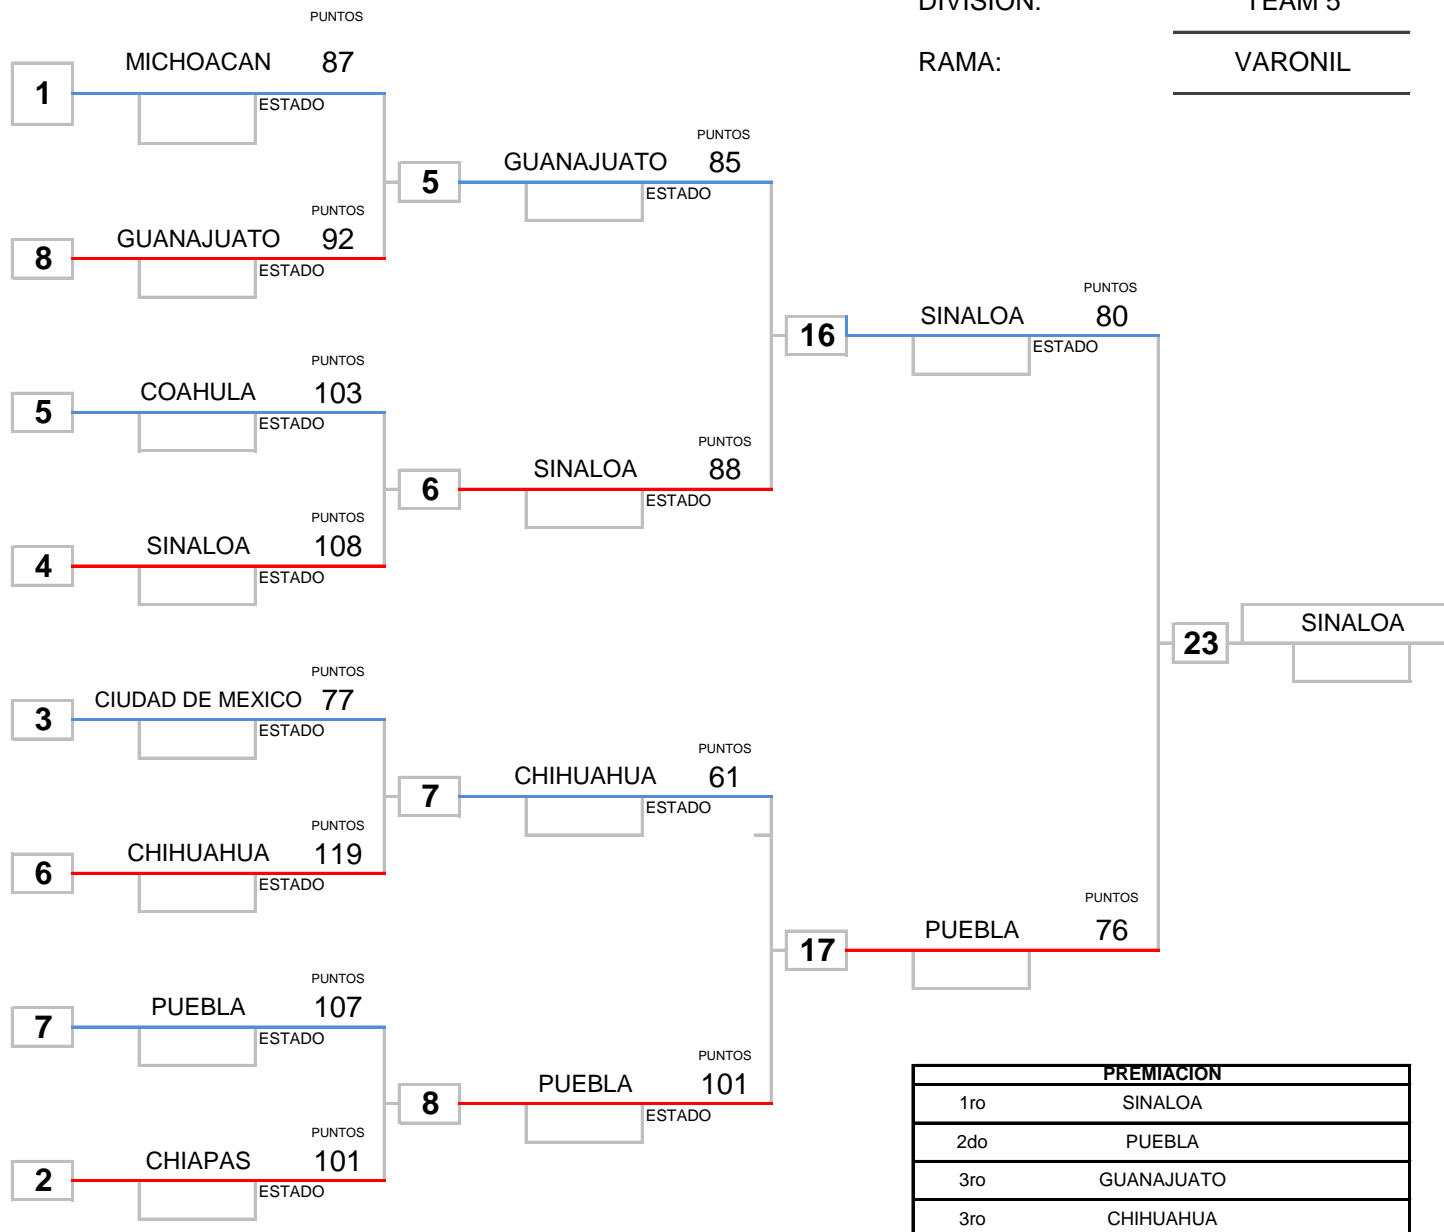 DIVISIÓN: TEAM 5
RAMA: VARONIL
PUNTOS
1 MICHOACAN 87
ESTADO
PUNTOS
8 GUANAJUATO 92
ESTADO
PUNTOS
5 GUANAJUATO 85
ESTADO
PUNTOS
5 COAHULA 103
ESTADO
PUNTOS
4 SINALOA 108
ESTADO
PUNTOS
6 SINALOA 88
ESTADO
PUNTOS
16 SINALOA 80
ESTADO
PUNTOS
3 CIUDAD DE MEXICO 77
ESTADO
PUNTOS
6 CHIHUAHUA 119
ESTADO
PUNTOS
7 CHIHUAHUA 61
ESTADO
PUNTOS
7 PUEBLA 107
ESTADO
PUNTOS
2 CHIAPAS 101
ESTADO
PUNTOS
8 PUEBLA 101
ESTADO
PUNTOS
17 PUEBLA 76
23 SINALOA
PREMIACION
1ro SINALOA
2do PUEBLA
3ro GUANAJUATO
3ro CHIHUAHUA